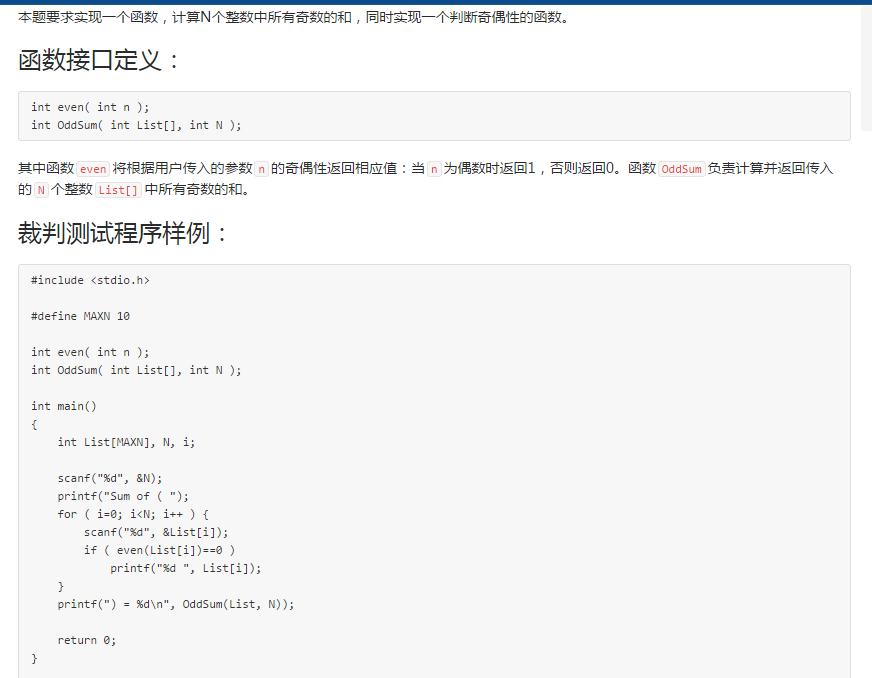 本题要求实现一个函数，计算N个整数中所有奇数的和，同时实现一个判断奇偶性的函数。
函数接口定义：
int even( int n );
int OddSum( int List[], int N );
其中函数 even 将根据用户传入的参数 n 的奇偶性返回相应值：当 n 为偶数时返回1，否则返回0。函数 OddSum 负责计算并返回传入
的 N 个整数 List[] 中所有奇数的和。
裁判测试程序样例：
#include <stdio.h>
#define MAXN 10
int even( int n );
int OddSum( int List[], int N );
int main()
{
    int List[MAXN], N, i;
    scanf("%d", &N);
    printf("Sum of ( ");
    for ( i=0; i<N; i++ ) {
        scanf("%d", &List[i]);
        if ( even(List[i])==0 )
            printf("%d ", List[i]);
    }
    printf(") = %d\n", OddSum(List, N));
    return 0;
}